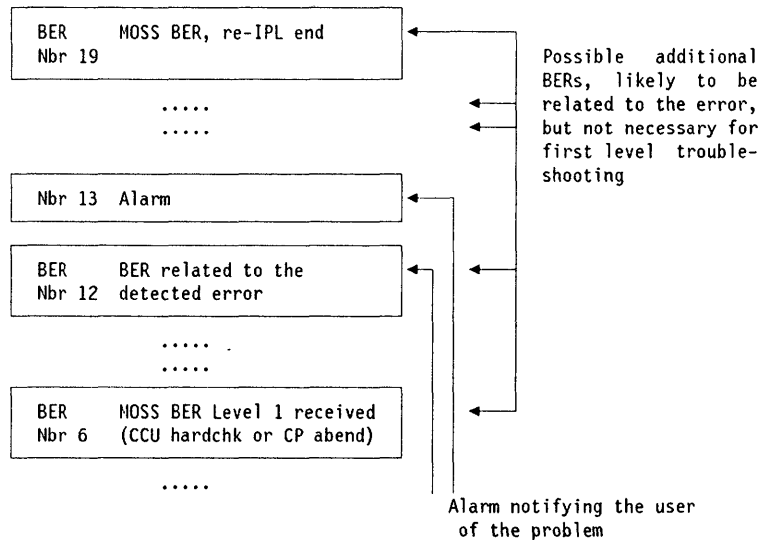 BER MOSS BER, re-IPL end
Nbr 19
.....
.....
Possible additional
BERs, likely to be
related to the error,
but not necessary for
first level trouble-
shooting
Nbr 13 Alarm
BER BER related to the
Nbr 12 detected error
.....
.....
BER MOSS BER Level 1 received
Nbr 6 (CCU hardchk or CP abend)
.....
Alarm notifying the user
of the problem